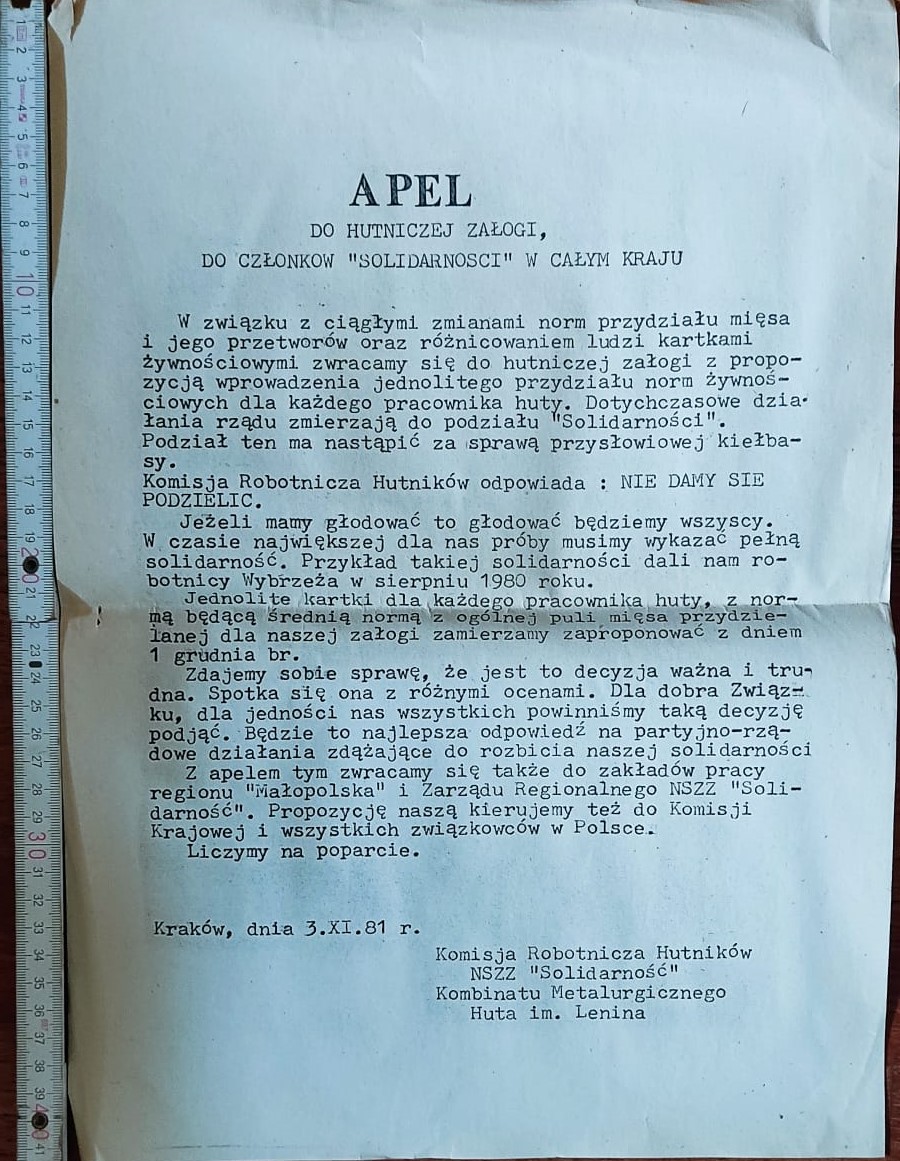 APEL
DO HUTNICZEJ ZAŁOGI,
DO CZŁONKOW "SOLIDARNOSCI" W CAŁYM KRAJU
W związku z ciągłymi zmianami norm przydziału mięsa
i jego przetworów oraz różnicowaniem ludzi kartkami
żywnościowymi zwracamy się do hutniczej załogi z propo-
zycją wprowadzenia jednolitego przydziału norm żywnoś-
ciowych dla każdego pracownika huty. Dotychczasowe dzia-
łania rządu zmierzają do podziału "Solidarności".
Podział ten ma nastąpić za sprawą przysłowiowej kiełba-
sy.
Komisja Robotnicza Hutników odpowiada : NIE DAMY SIE
PODZIELIC.
Jeżeli mamy głodować to głodować będziemy wszyscy.
W czasie największej dla nas próby musimy wykazać pełną
solidarność. Przykład takiej solidarności dali nam ro-
botnicy Wybrzeża w sierpniu 1980 roku.
Jednolite kartki dla każdego pracownika huty, z nor-
mą będącą średnią normą z ogólnej puli mięsa przydzie-
lanej dla naszej załogi zamierzamy zaproponować z dniem
1 grudnia br.
Zdajemy sobie sprawę, że jest to decyzja ważna i tru-
dna. Spotka się ona z różnymi ocenami. Dla dobra Związ-
ku, dla jedności nas wszystkich powinniśmy taką decyzję
podjąć. Będzie to najlepsza odpowiedź na partyjno-rzą-
dowe działania zdążające do rozbicia naszej solidarności
Z apelem tym zwracamy się także do zakładów pracy
regionu "Małopolska" i Zarządu Regionalnego NSZZ "Soli-
darność". Propozycję naszą kierujemy też do Komisji
Krajowej i wszystkich związkowców w Polsce.
Liczymy na poparcie.
Kraków, dnia 3.XI.81 r.
Komisja Robotnicza Hutników
NSZZ "Solidarność"
Kombinatu Metalurgicznego
Huta im. Lenina